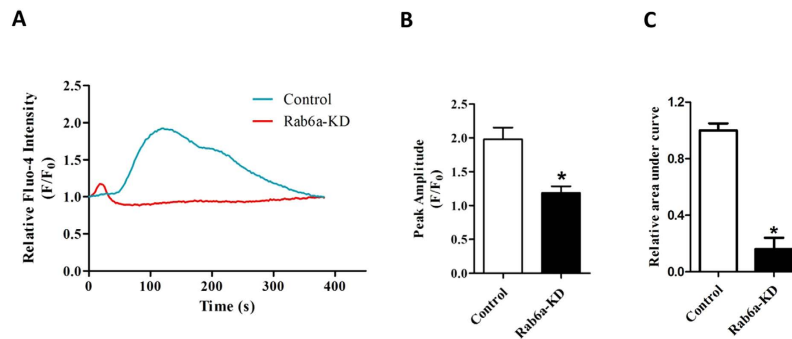 A
Relative Fluo-4 Intensity
(F/F0)
2.5
2.0
1.5
1.0
0.5
0.0
0
100
200
300
400
Time (s)
Control
Rab6a-KD
B
Peak Amplitude
(F/F0)
2.5
2.0
1.5
1.0
0.5
0.0
*
Control
Rab6a-KD
C
Relative area under curve
1.2
0.8
0.4
0.0
*
Control
Rab6a-KD